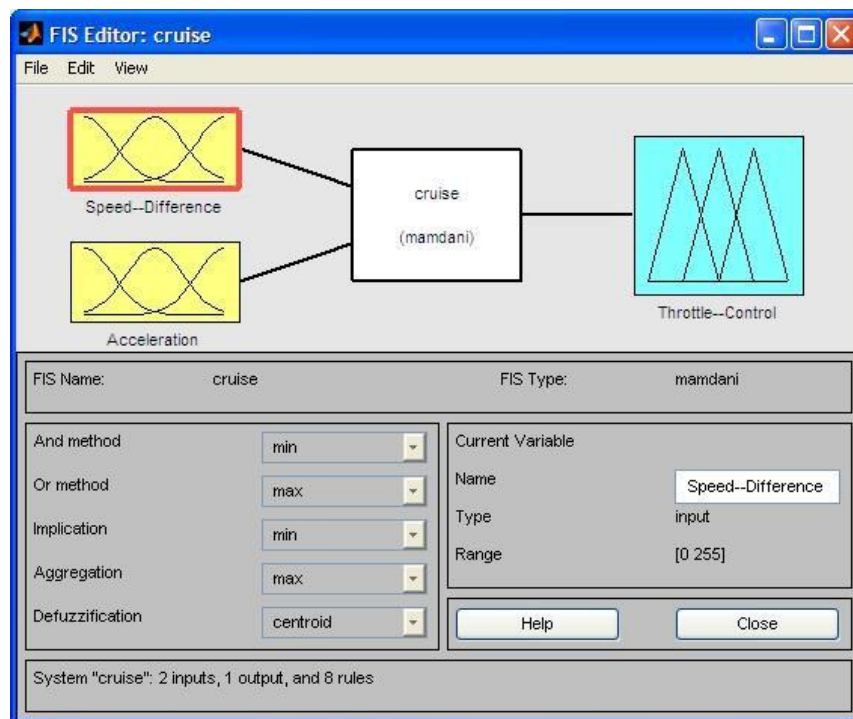 FIS Editor: cruise
File Edit View
Speed--Difference
Acceleration
cruise
(mamdani)
Throttle--Control
FIS Name: cruise FIS Type: mamdani
And method min
Or method max
Implication min
Aggregation max
Defuzzification centroid
Current Variable
Name Speed--Difference
Type input
Range [0 255]
Help Close
System "cruise": 2 inputs, 1 output, and 8 rules